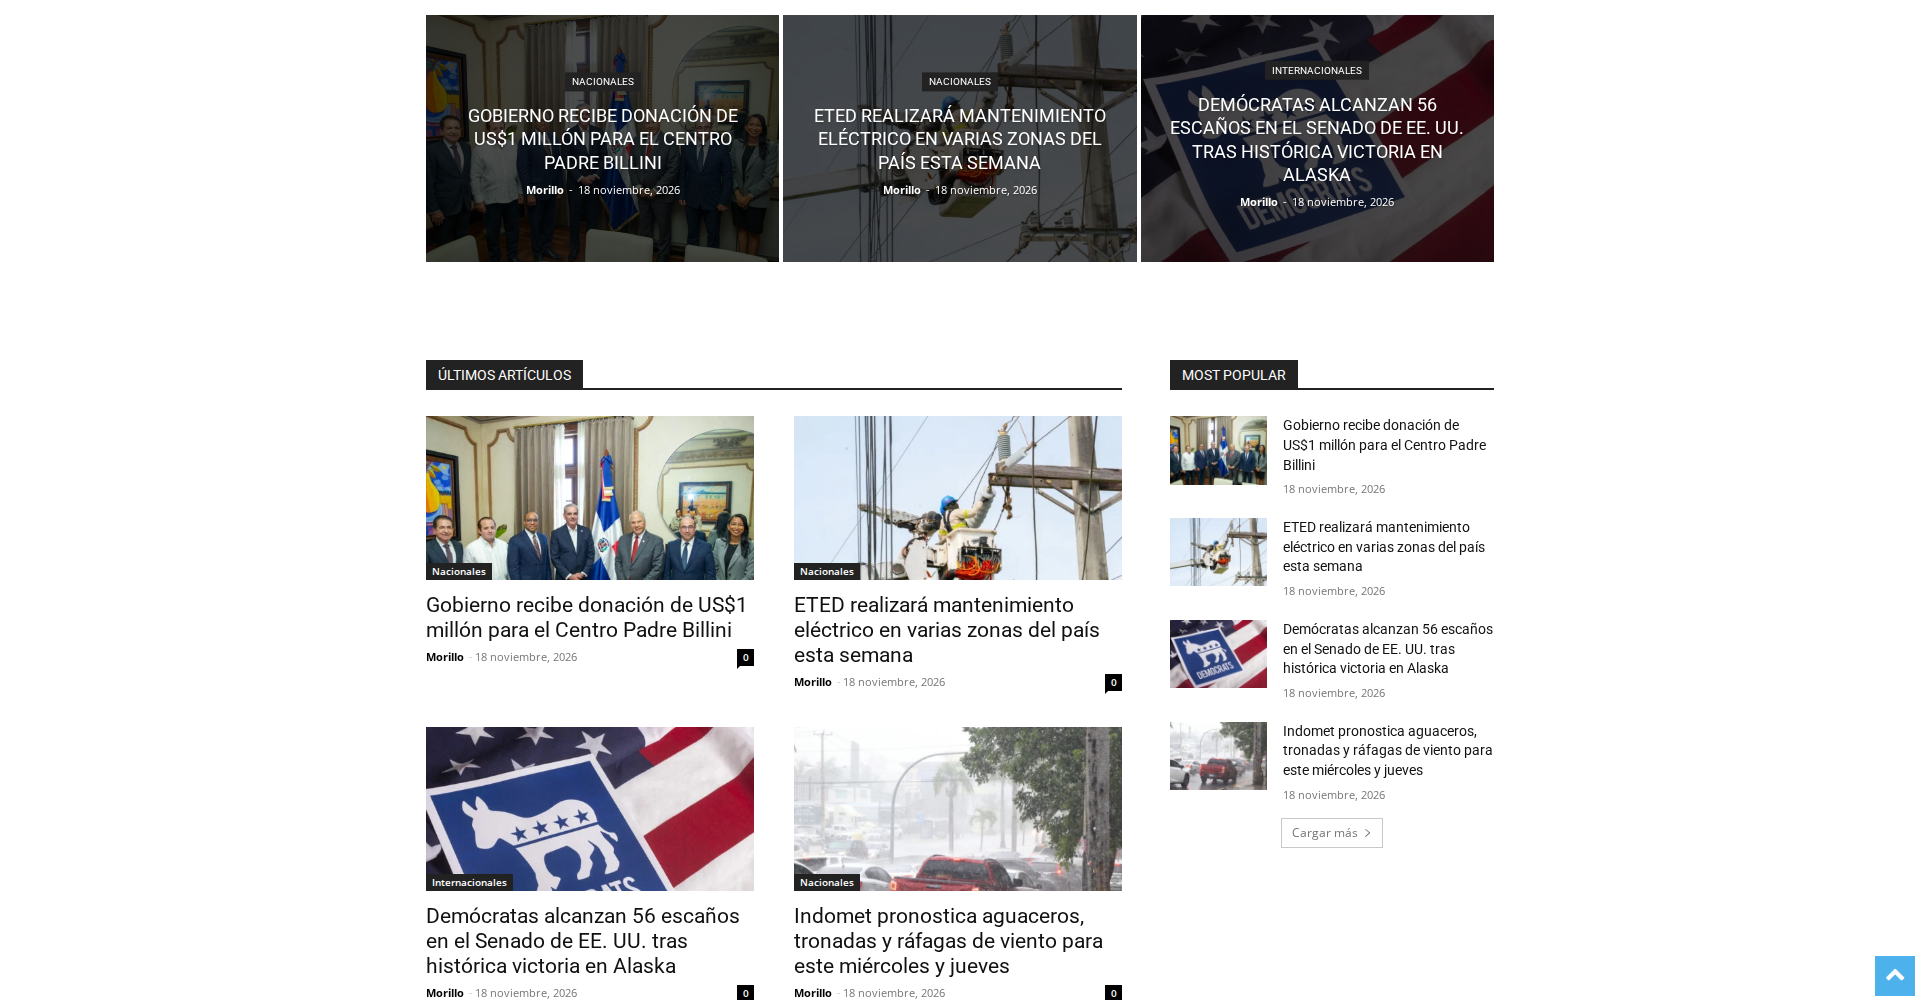 NACIONALES
GOBIERNO RECIBE DONACIÓN DE
US$1 MILLÓN PARA EL CENTRO
PADRE BILLINI
Morillo - 18 noviembre, 2026
NACIONALES
ETED REALIZARÁ MANTENIMIENTO
ELÉCTRICO EN VARIAS ZONAS DEL
PAÍS ESTA SEMANA
Morillo - 18 noviembre, 2026
INTERNACIONALES
DEMÓCRATAS ALCANZAN 56
ESCAÑOS EN EL SENADO DE EE. UU.
TRAS HISTÓRICA VICTORIA EN
ALASKA
Morillo - 18 noviembre, 2026
DEMOCRATS
ÚLTIMOS ARTÍCULOS
Nacionales
Gobierno recibe donación de US$1
millón para el Centro Padre Billini
Morillo - 18 noviembre, 2026
0
Nacionales
ETED realizará mantenimiento
eléctrico en varias zonas del país
esta semana
Morillo - 18 noviembre, 2026
0
Internacionales
Demócratas alcanzan 56 escaños
en el Senado de EE. UU. tras
histórica victoria en Alaska
Morillo - 18 noviembre, 2026
0
Nacionales
Indomet pronostica aguaceros,
tronadas y ráfagas de viento para
este miércoles y jueves
Morillo - 18 noviembre, 2026
0
MOST POPULAR
Gobierno recibe donación de
US$1 millón para el Centro Padre
Billini
18 noviembre, 2026
ETED realizará mantenimiento
eléctrico en varias zonas del país
esta semana
18 noviembre, 2026
DEMOCRATS
Demócratas alcanzan 56 escaños
en el Senado de EE. UU. tras
histórica victoria en Alaska
18 noviembre, 2026
Indomet pronostica aguaceros,
tronadas y ráfagas de viento para
este miércoles y jueves
18 noviembre, 2026
Cargar más